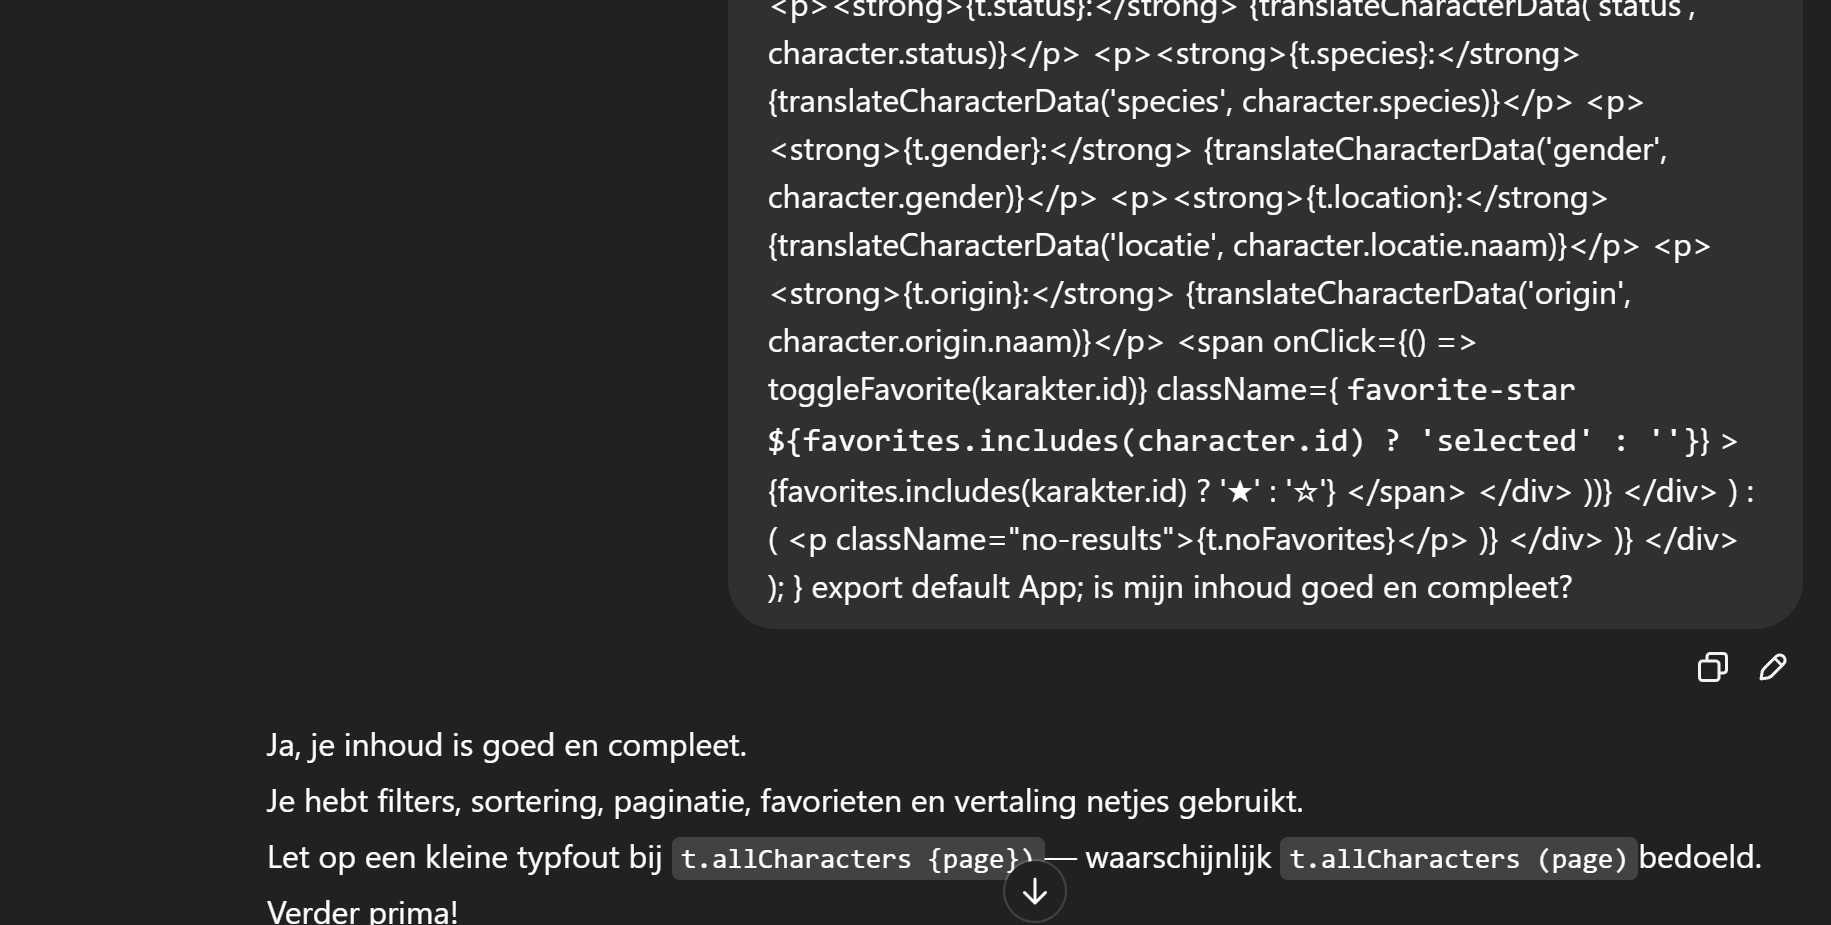 <p><strong>{t.status}:</strong> {translateCharacterData('status',
character.status)}</p> <p><strong>{t.species}:</strong>
{translateCharacterData('species', character.species)}</p> <p>
<strong>{t.gender}:</strong> {translateCharacterData('gender',
character.gender)}</p> <p><strong>{t.location}:</strong>
{translateCharacterData('locatie', character.locatie.naam)}</p> <p>
<strong>{t.origin}:</strong> {translateCharacterData('origin',
character.origin.naam)}</p> <span onClick={() =>
toggleFavorite(karakter.id)} className={ favorite-star
${favorites.includes(character.id) ? 'selected' : ''}} >
{favorites.includes(karakter.id) ? '★' : '☆'} </span> </div> ))} </div> ) :
( <p className="no-results">{t.noFavorites}</p> )} </div> )} </div>
); } export default App; is mijn inhoud goed en compleet?
Ja, je inhoud is goed en compleet.
Je hebt filters, sortering, paginatie, favorieten en vertaling netjes gebruikt.
Let op een kleine typfout bij t.allCharacters {page}) — waarschijnlijk t.allCharacters (page) bedoeld.
Verder prima!